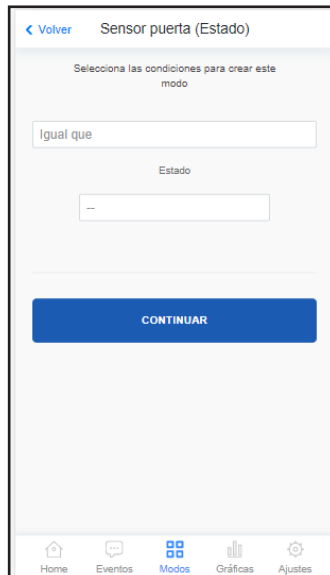 Volver Sensor puerta (Estado)
Selecciona las condiciones para crear este
modo
Igual que
Estado
--
CONTINUAR
Home Eventos Modos Gráficas Ajustes